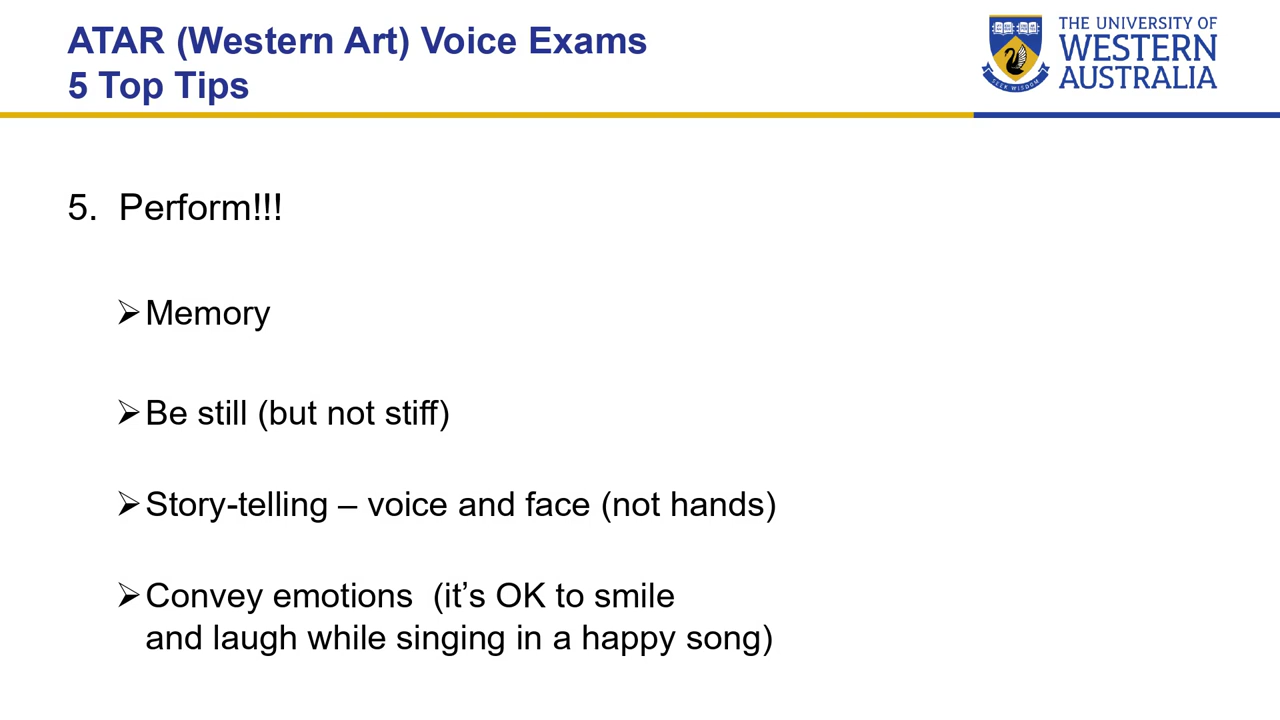 ATAR (Western Art) Voice Exams
5 Top Tips
THE UNIVERSITY OF
WESTERN
AUSTRALIA
SEEK WISDOM
5.  Perform!!!
➢Memory
➢Be still (but not stiff)
➢Story-telling – voice and face (not hands)
➢Convey emotions  (it’s OK to smile
and laugh while singing in a happy song)